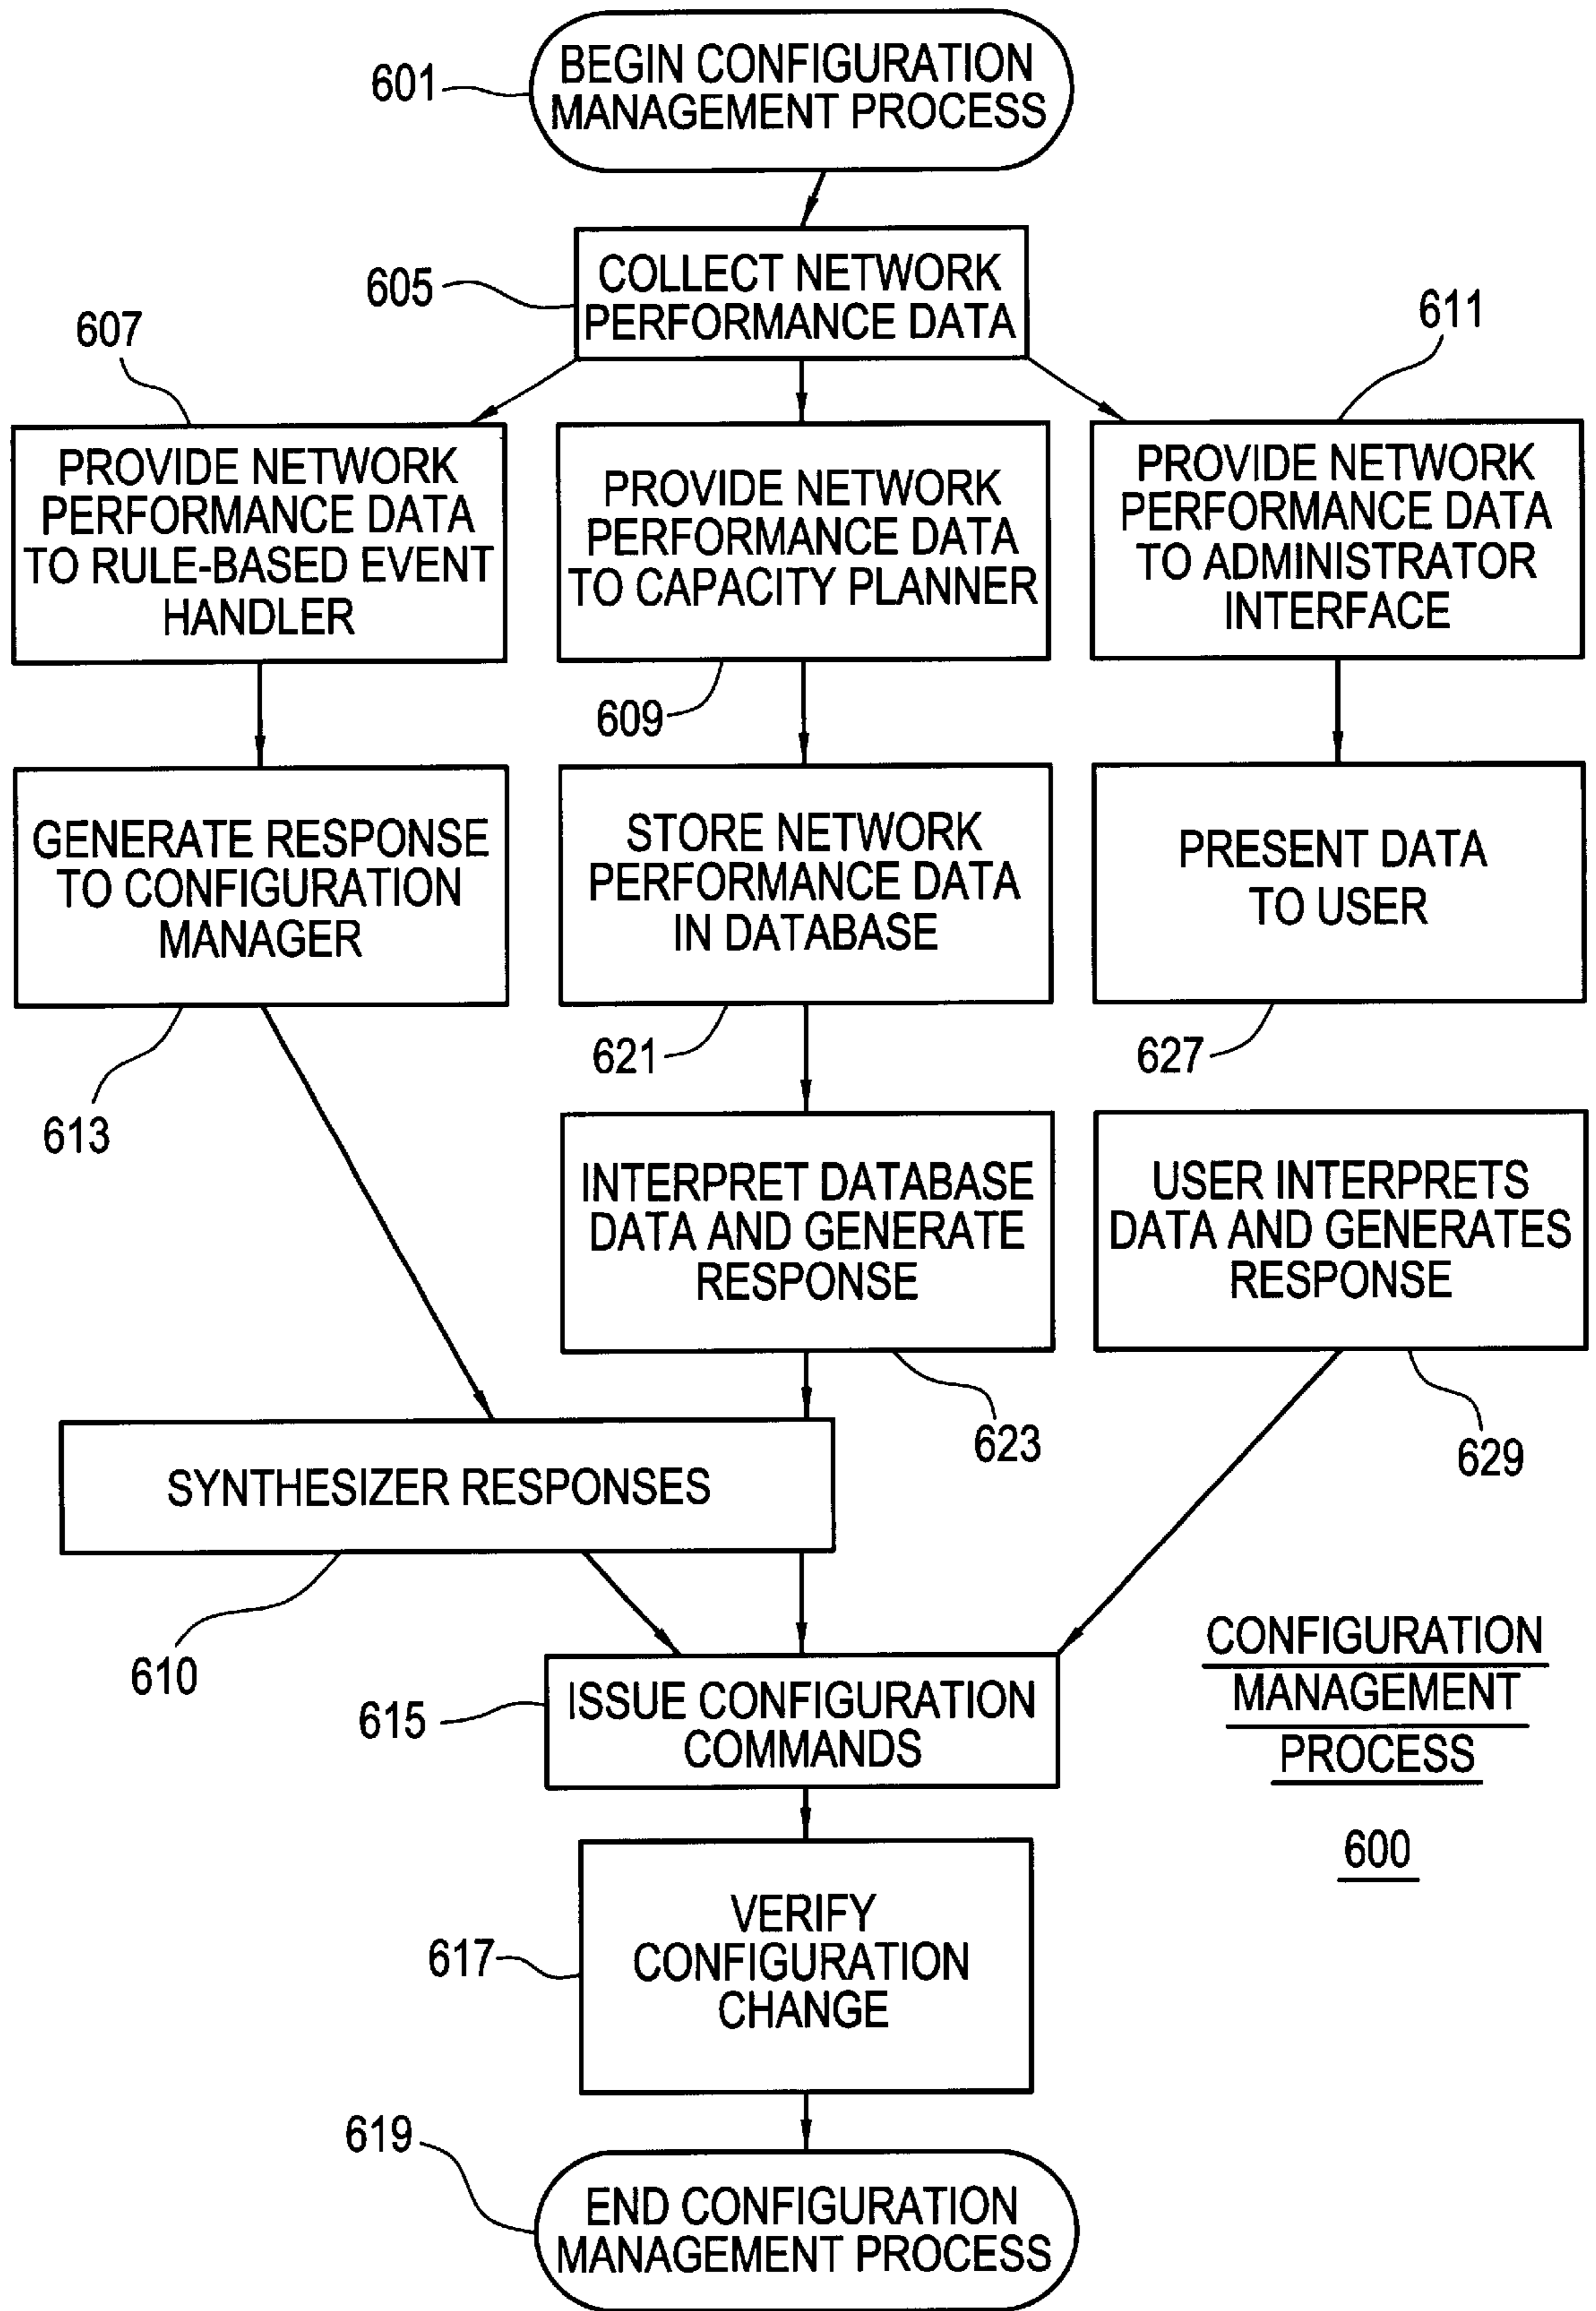 BEGIN CONFIGURATION
MANAGEMENT PROCESS
601
COLLECT NETWORK
PERFORMANCE DATA
605
607
611
PROVIDE NETWORK
PERFORMANCE DATA
TO RULE-BASED EVENT
HANDLER
PROVIDE NETWORK
PERFORMANCE DATA
TO CAPACITY PLANNER
PROVIDE NETWORK
PERFORMANCE DATA
TO ADMINISTRATOR
INTERFACE
609
GENERATE RESPONSE
TO CONFIGURATION
MANAGER
STORE NETWORK
PERFORMANCE DATA
IN DATABASE
PRESENT DATA
TO USER
613
621
627
INTERPRET DATABASE
DATA AND GENERATE
RESPONSE
USER INTERPRETS
DATA AND GENERATES
RESPONSE
623
629
SYNTHESIZER RESPONSES
610
ISSUE CONFIGURATION
COMMANDS
615
CONFIGURATION
MANAGEMENT
PROCESS
600
VERIFY
CONFIGURATION
CHANGE
617
619
END CONFIGURATION
MANAGEMENT PROCESS